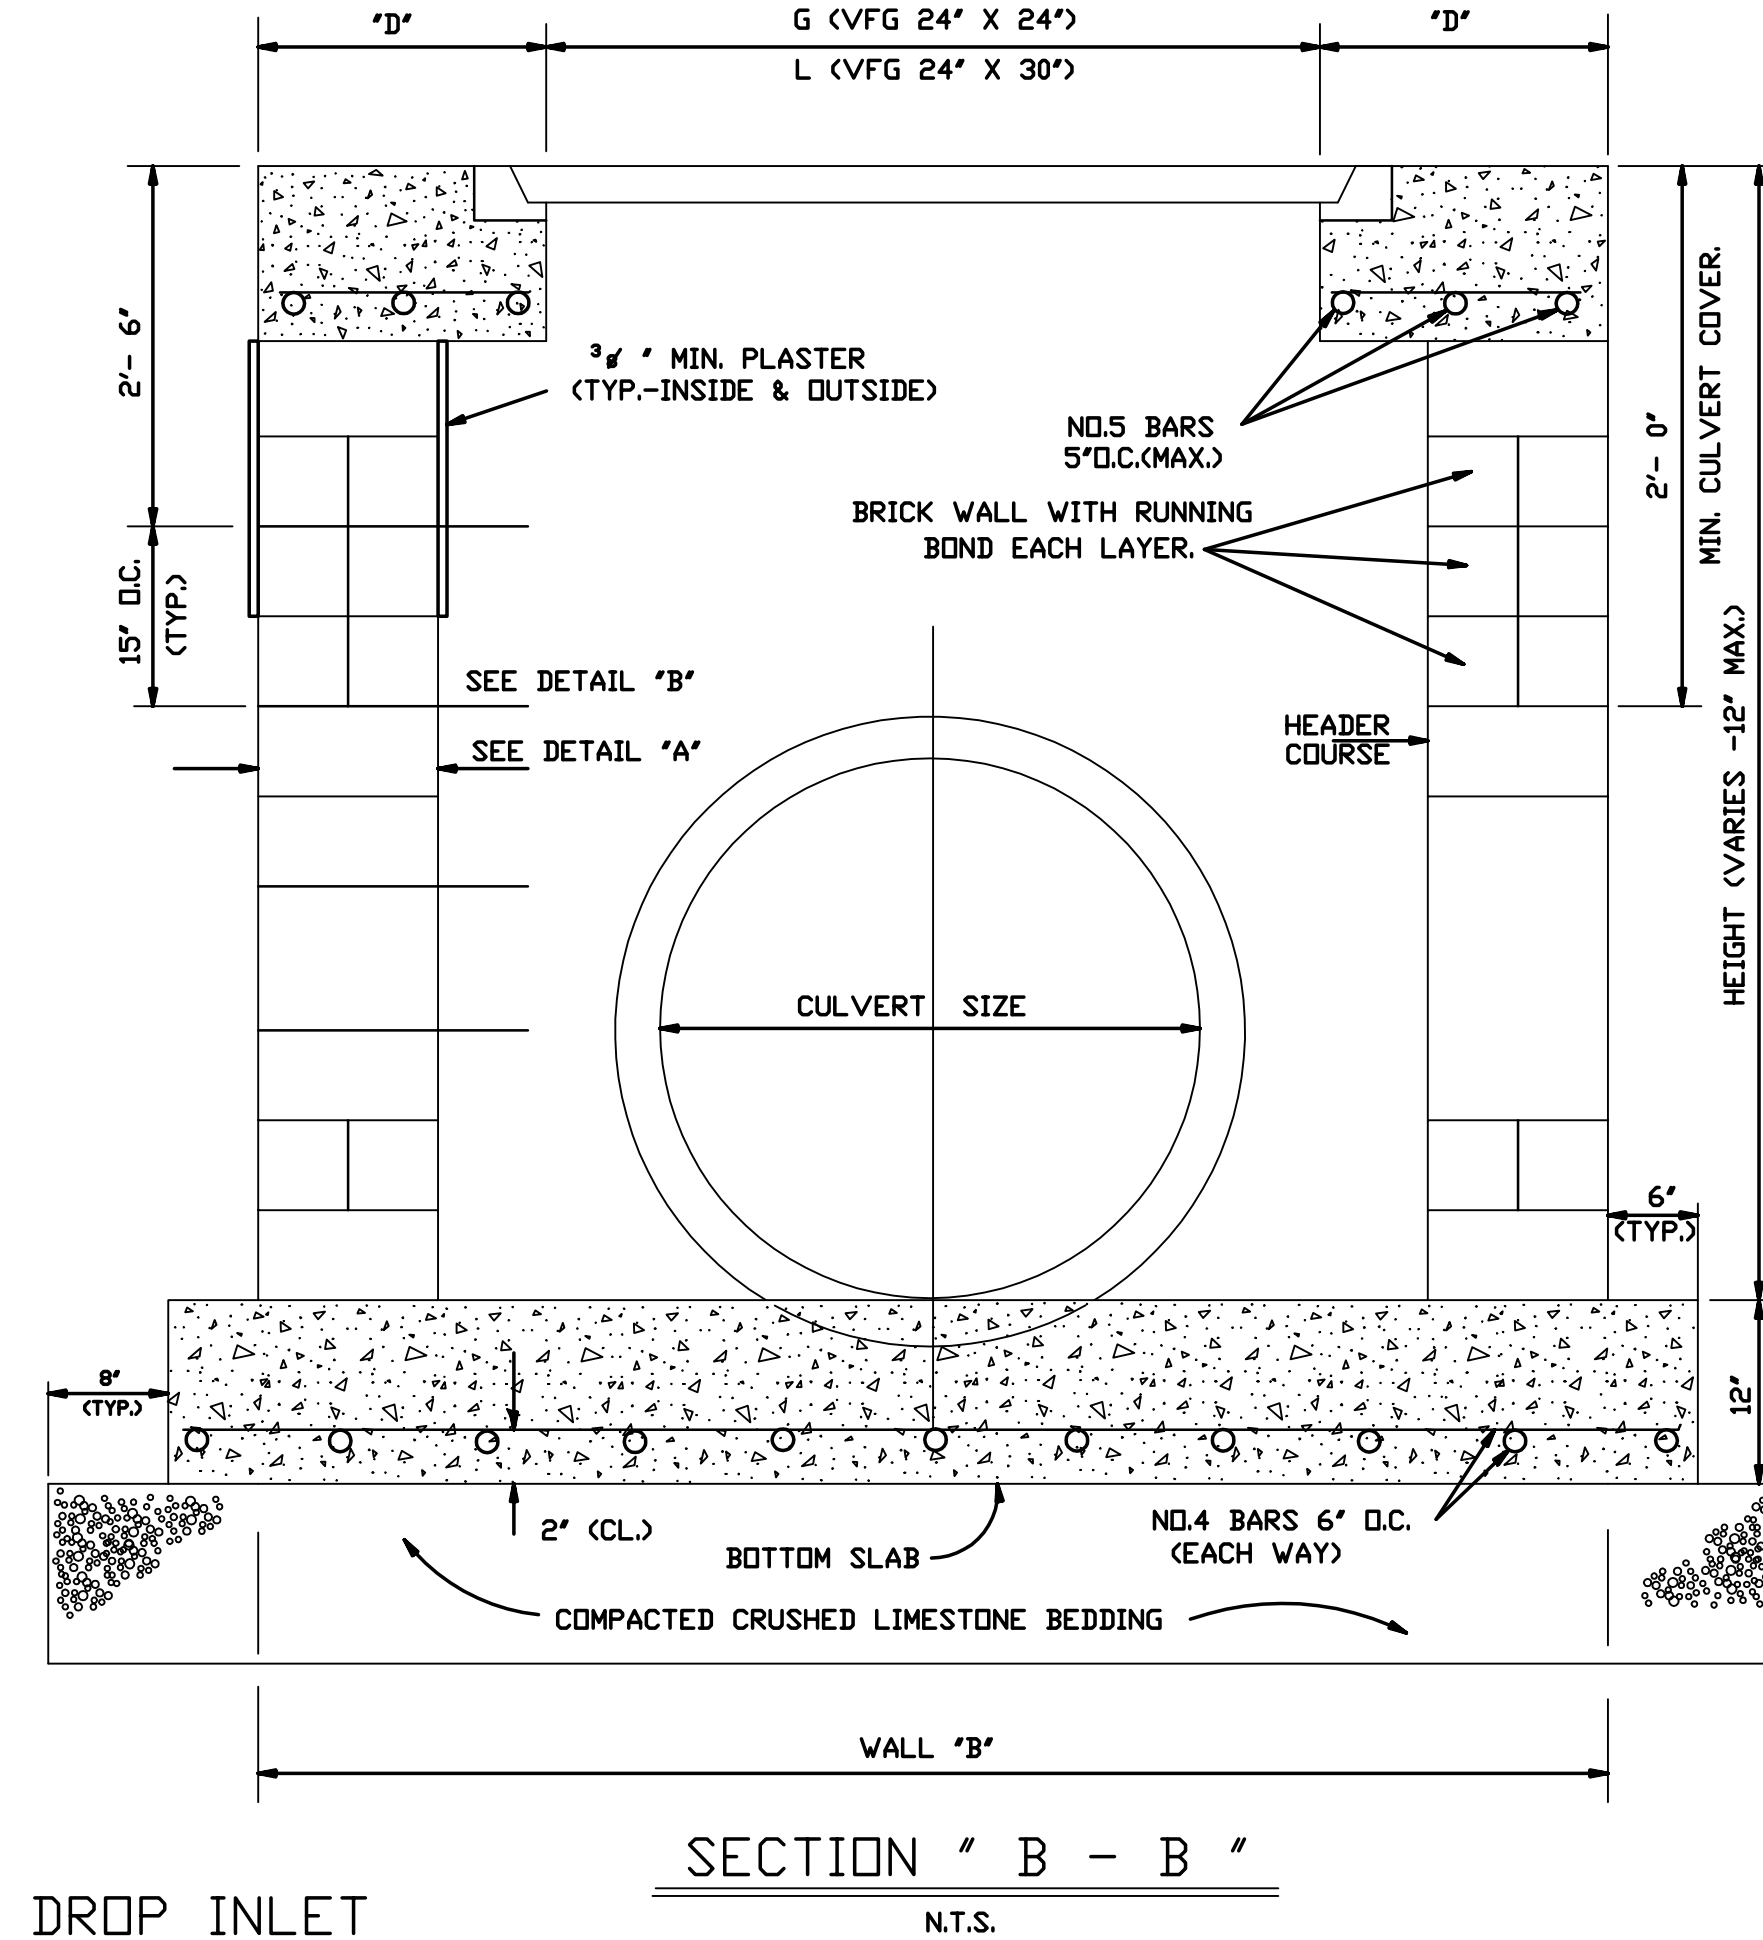 "D"
G (VFG 24" X 24")
"D"
L (VFG 24" X 30")
2'- 6"
3/8 " MIN. PLASTER
(TYP.-INSIDE & OUTSIDE)
NO.5 BARS
5"O.C.(MAX.)
BRICK WALL WITH RUNNING
BOND EACH LAYER.
2'- 0"
MIN. CULVERT COVER.
15" O.C.
(TYP.)
SEE DETAIL "B"
SEE DETAIL "A"
HEADER
COURSE
HEIGHT (VARIES -12" MAX.)
CULVERT SIZE
6"
(TYP.)
8"
(TYP.)
12"
2" (CL.)
BOTTOM SLAB
NO.4 BARS 6" O.C.
(EACH WAY)
COMPACTED CRUSHED LIMESTONE BEDDING
WALL "B"
SECTION " B - B "
N.T.S.
DROP INLET